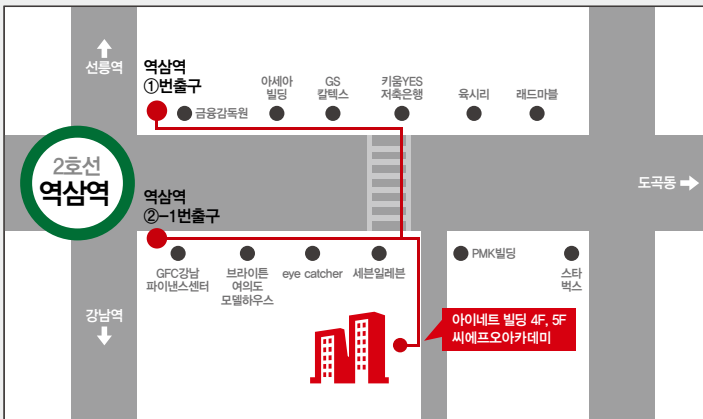 선릉역
역삼역
①번출구
금융감독원
아세아
빌딩
GS
칼텍스
키움YES
저축은행
육시리
래드마블
2호선
역삼역
도곡동
역삼역
②-1번출구
GFC강남
파이낸스센터
브라이튼
여의도
모델하우스
eye catcher
세븐일레븐
PMK빌딩
스타
벅스
강남역
아이네트 빌딩 4F, 5F
씨에프오아카데미